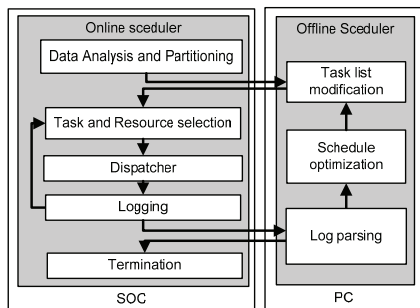 Online sceduler
Data Analysis and Partitioning
Task and Resource selection
Dispatcher
Logging
Termination
SOC
Offline Sceduler
Task list
modification
Schedule
optimization
Log parsing
PC